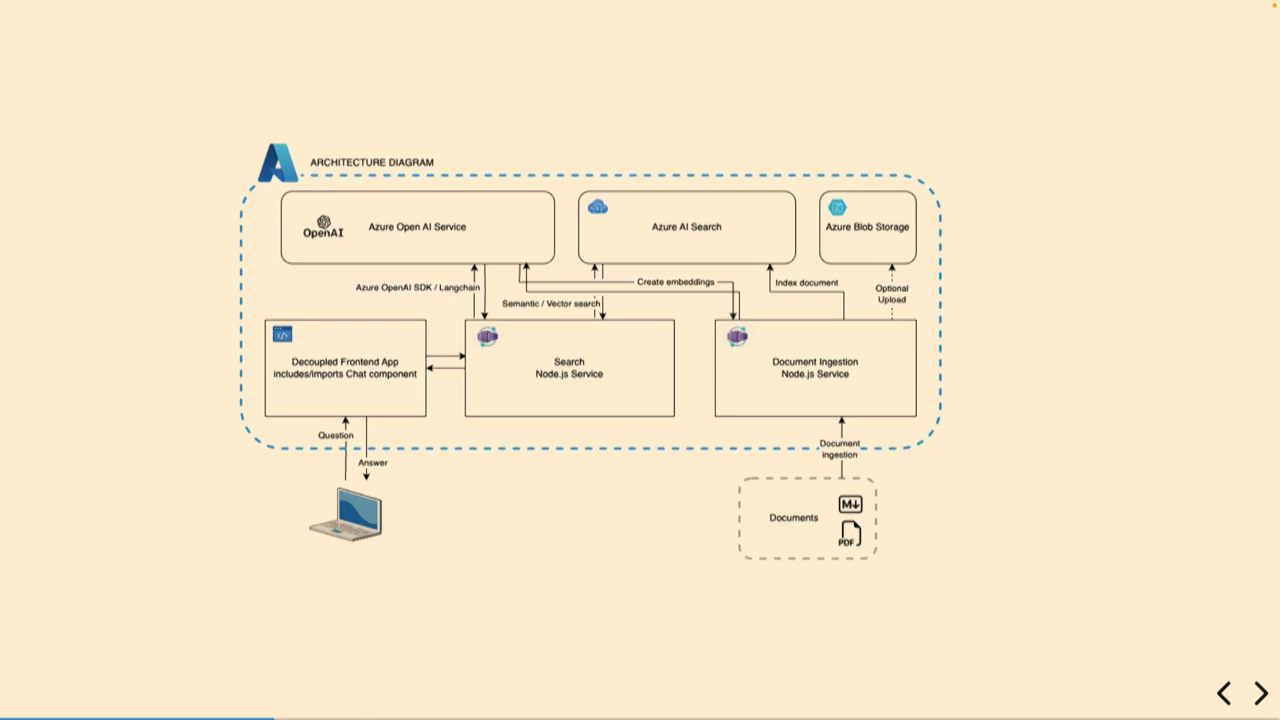 ARCHITECTURE DIAGRAM
OpenAI
Azure Open AI Service
Azure AI Search
Azure Blob Storage
Azure OpenAI SDK / Langchain
Create embeddings
Index document
Optional
Upload
Semantic / Vector search
Decoupled Frontend App
includes/imports Chat component
Search
Node.js Service
Document Ingestion
Node.js Service
Question
Answer
Document
ingestion
Documents
M
PDF